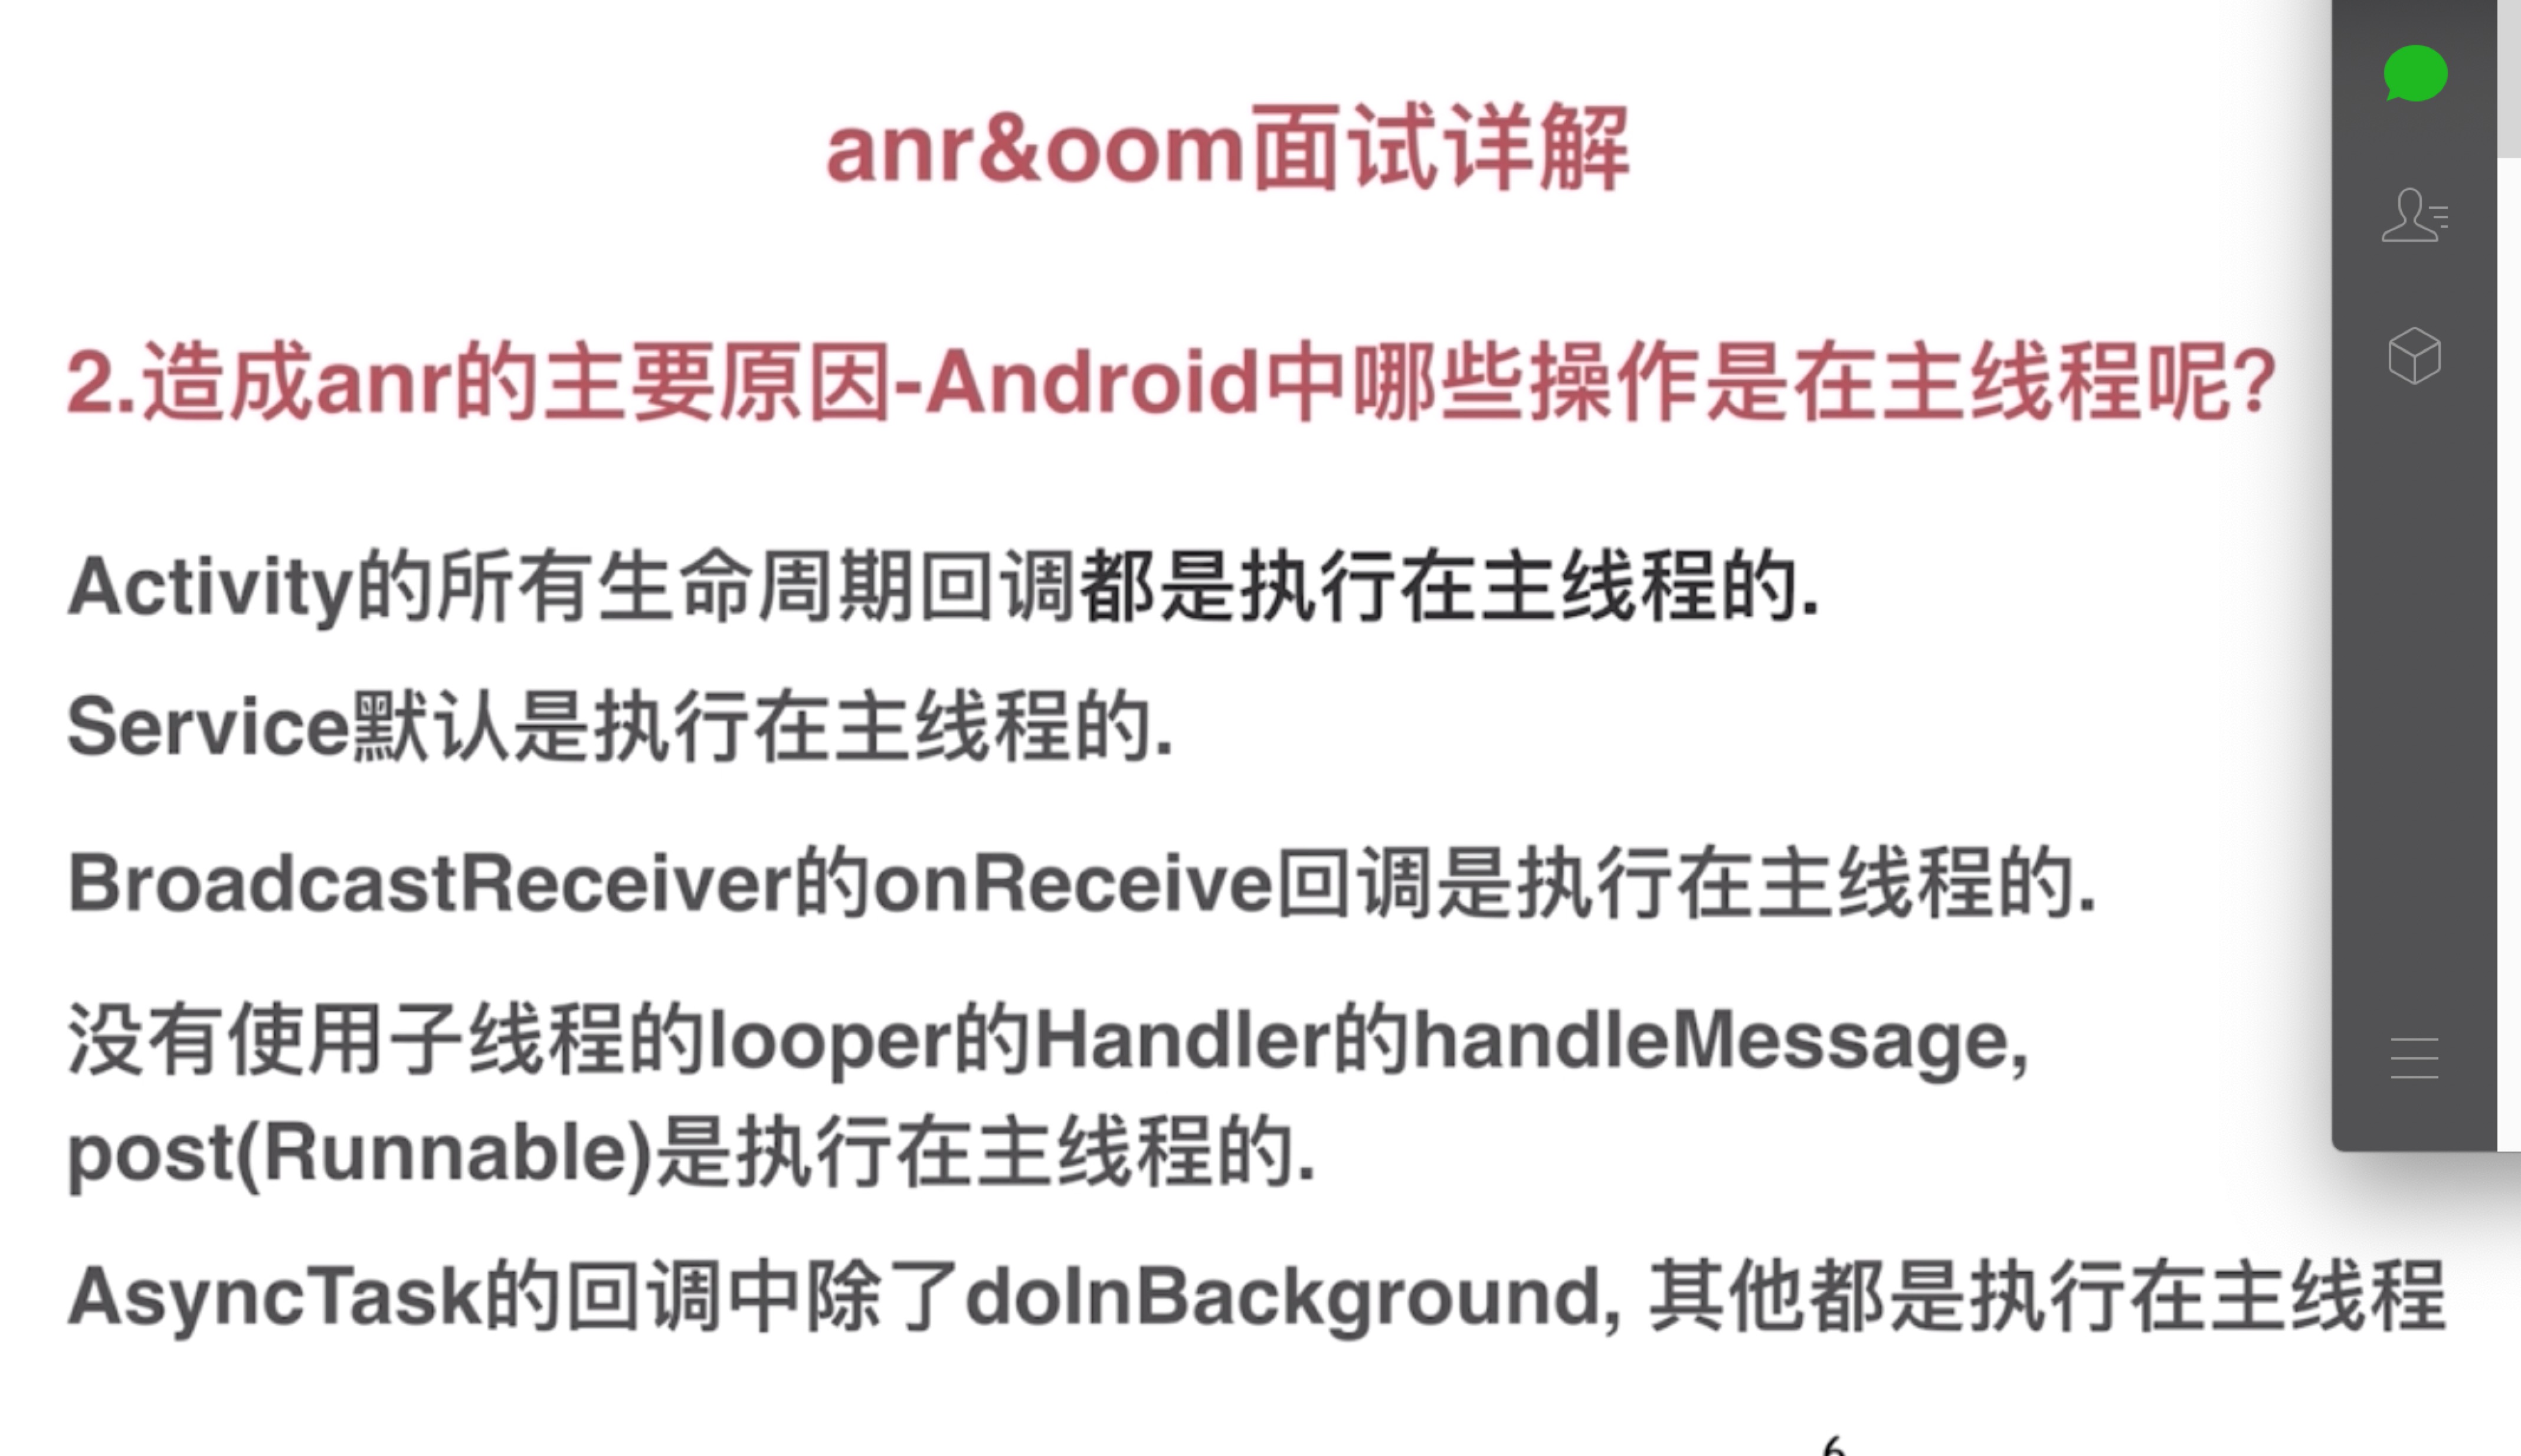 anr&oom面试详解
2.造成anr的主要原因-Android中哪些操作是在主线程呢?
Activity的所有生命周期回调都是执行在主线程的.
Service默认是执行在主线程的.
BroadcastReceiver的onReceive回调是执行在主线程的.
没有使用子线程的looper的Handler的handleMessage,
post(Runnable)是执行在主线程的.
AsyncTask的回调中除了doInBackground, 其他都是执行在主线程
6